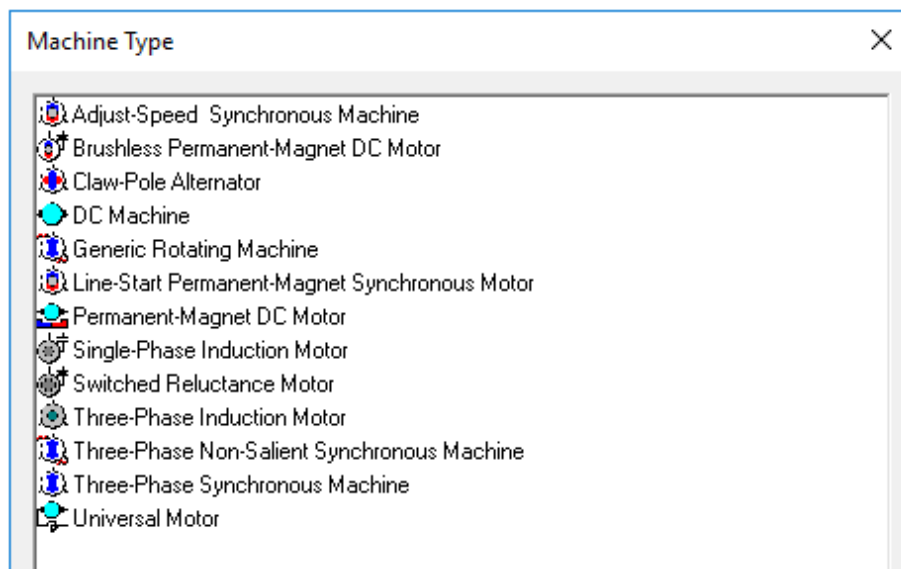 Machine Type
Adjust-Speed  Synchronous Machine
Brushless Permanent-Magnet DC Motor
Claw-Pole Alternator
DC Machine
Generic Rotating Machine
Line-Start Permanent-Magnet Synchronous Motor
Permanent-Magnet DC Motor
Single-Phase Induction Motor
Switched Reluctance Motor
Three-Phase Induction Motor
Three-Phase Non-Salient Synchronous Machine
Three-Phase Synchronous Machine
Universal Motor